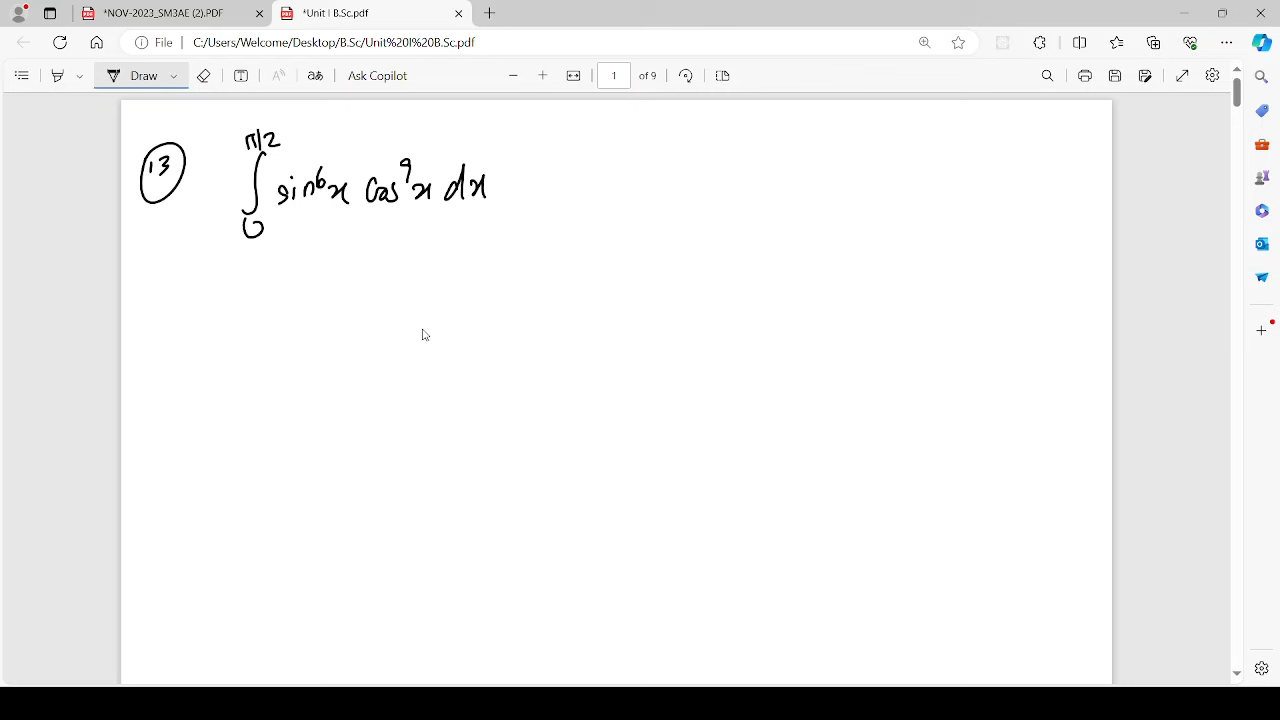 *NOV-2023_SM3AE (2).PDF
*Unit I B.Sc.pdf
File
C:/Users/Welcome/Desktop/B.Sc/Unit%20I%20B.Sc.pdf
Draw
Ask Copilot
1 of 9
13 ∫₀^(π/2) sin⁶x cos⁹x dx